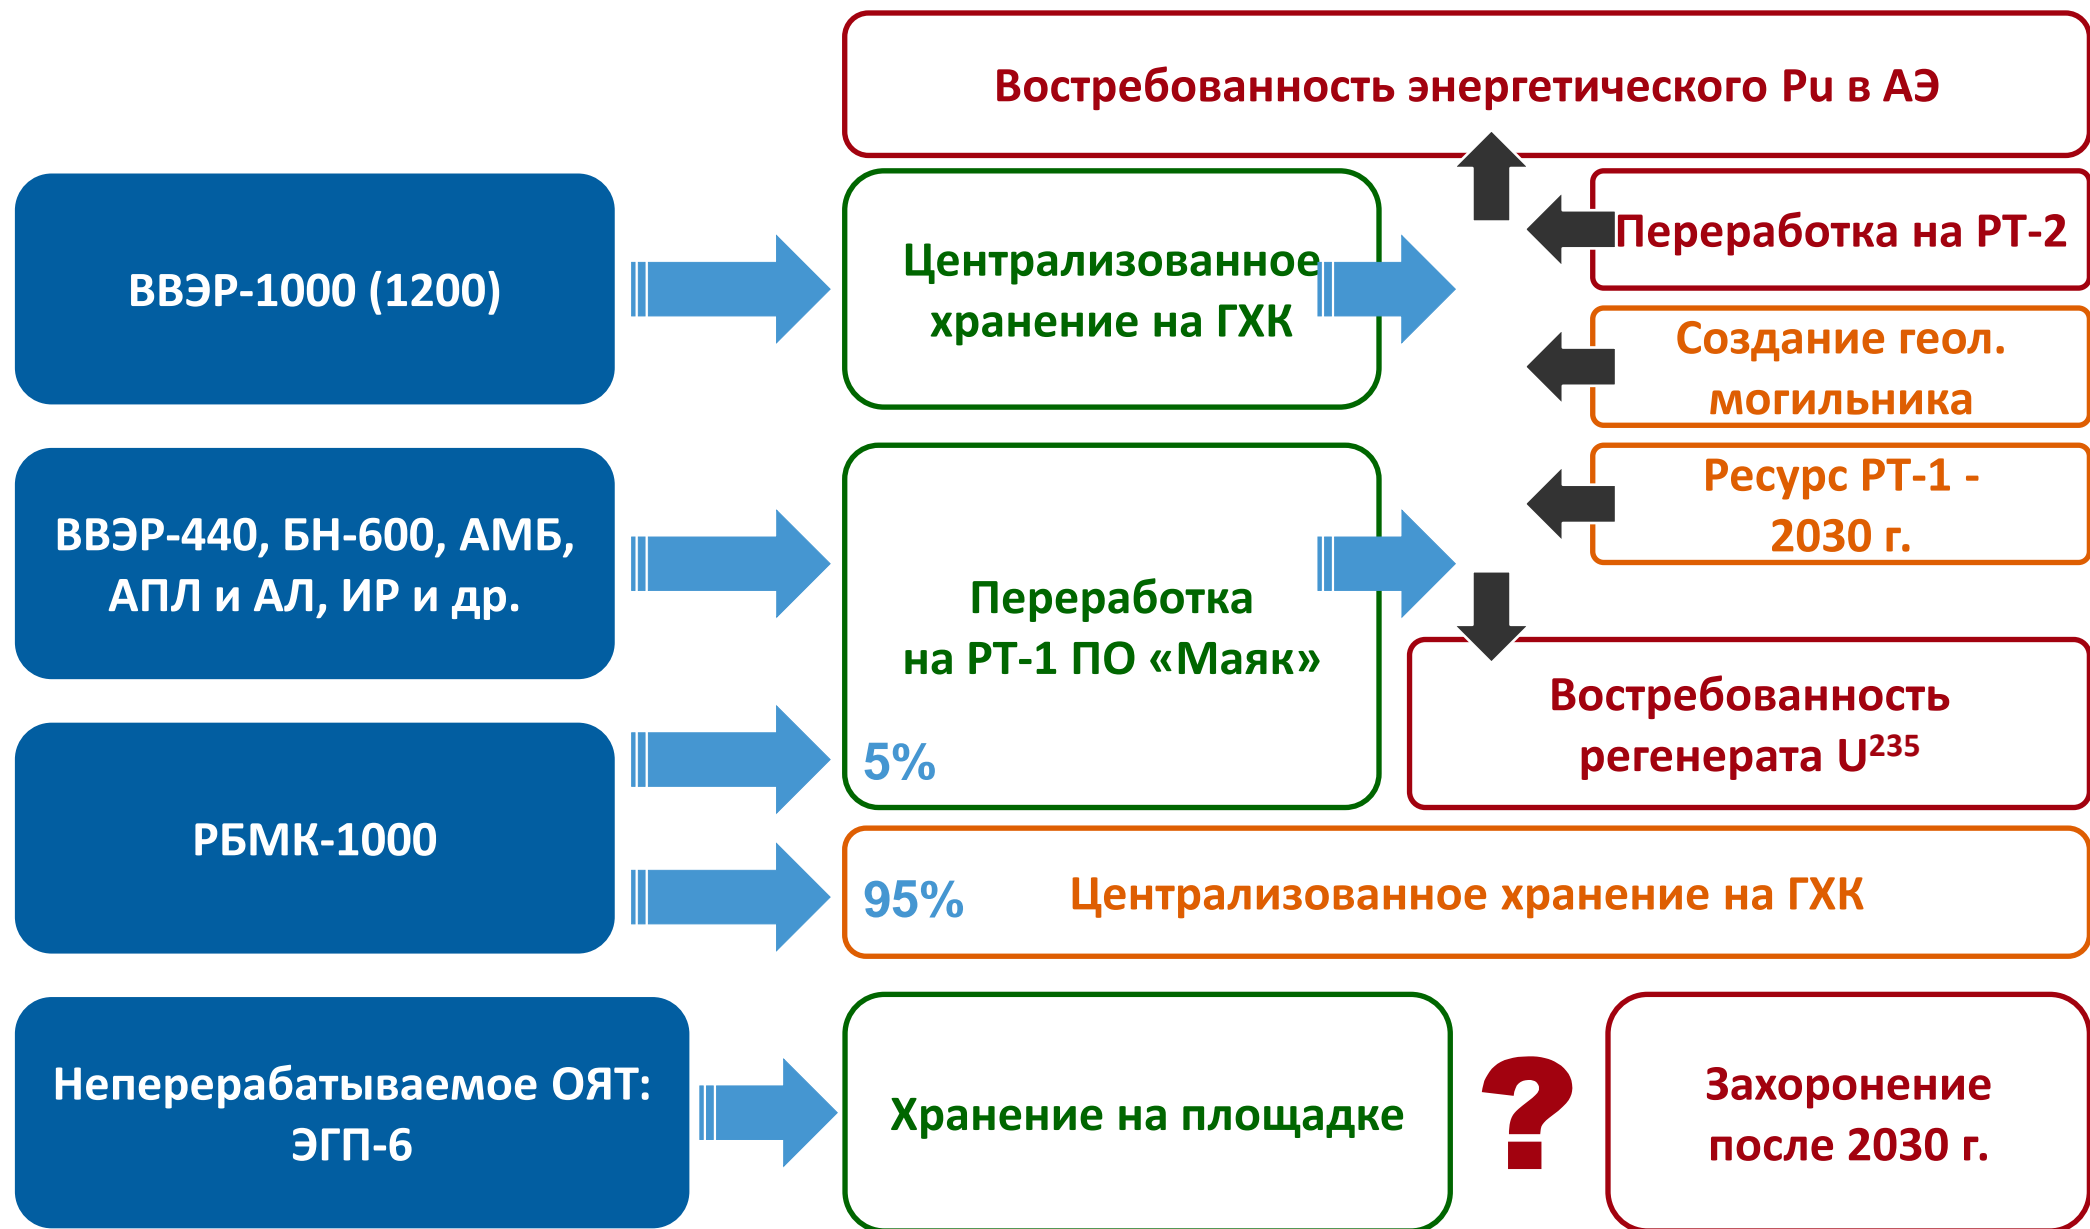 Востребованность энергетического Pu в АЭ
ВВЭР-1000 (1200)
Централизованное
хранение на ГХК
Переработка на РТ-2
Создание геол.
могильника
Ресурс РТ-1 -
2030 г.
ВВЭР-440, БН-600, АМБ,
АПЛ и АЛ, ИР и др.
Переработка
на РТ-1 ПО «Маяк»
5%
Востребованность
регенерата U²³⁵
РБМК-1000
95%
Централизованное хранение на ГХК
Неперерабатываемое ОЯТ:
ЭГП-6
Хранение на площадке
?
Захоронение
после 2030 г.